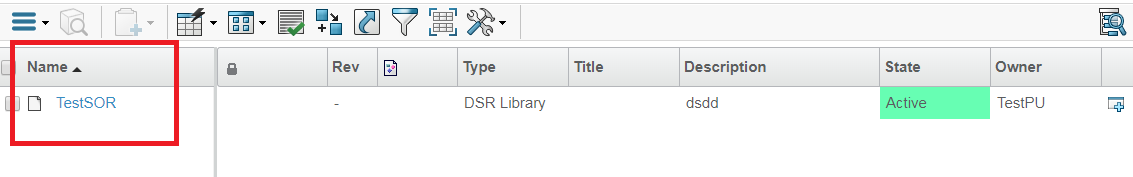 Name Rev Type Title Description State Owner
TestSOR - DSR Library dsdd Active TestPU